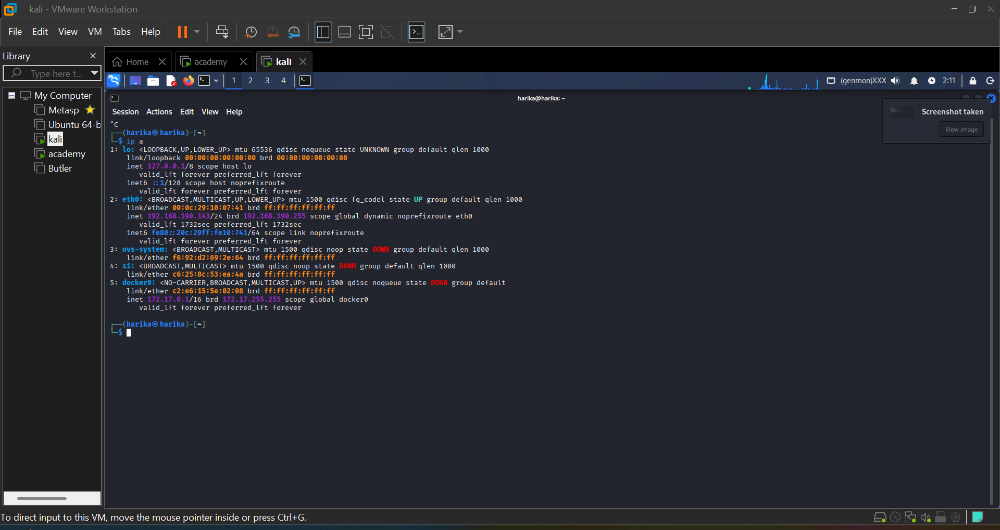 kali - VMware Workstation
File Edit View VM Tabs Help
Library
Type here t...
My Computer
Metasp
Ubuntu 64-b
kali
academy
Butler
Home academy kali
1 2 3 4 (genmon)XXX 2:11
harika@harika: ~
Session Actions Edit View Help
Screenshot taken
View image
^C
┌──(harika㉿harika)-[~]
└─$ ip a
1: lo: <LOOPBACK,UP,LOWER_UP> mtu 65536 qdisc noqueue state UNKNOWN group default qlen 1000
link/loopback 00:00:00:00:00:00 brd 00:00:00:00:00:00
inet 127.0.0.1/8 scope host lo
valid_lft forever preferred_lft forever
inet6 ::1/128 scope host noprefixroute
valid_lft forever preferred_lft forever
2: eth0: <BROADCAST,MULTICAST,UP,LOWER_UP> mtu 1500 qdisc fq_codel state UP group default qlen 1000
link/ether 00:0c:29:10:07:41 brd ff:ff:ff:ff:ff:ff
inet 192.168.190.143/24 brd 192.168.190.255 scope global dynamic noprefixroute eth0
valid_lft 1732sec preferred_lft 1732sec
inet6 fe80::20c:29ff:fe10:741/64 scope link noprefixroute
valid_lft forever preferred_lft forever
3: ovs-system: <BROADCAST,MULTICAST> mtu 1500 qdisc noop state DOWN group default qlen 1000
link/ether f6:92:d2:69:2e:64 brd ff:ff:ff:ff:ff:ff
4: s1: <BROADCAST,MULTICAST> mtu 1500 qdisc noop state DOWN group default qlen 1000
link/ether c6:25:8c:53:ea:4a brd ff:ff:ff:ff:ff:ff
5: docker0: <NO-CARRIER,BROADCAST,MULTICAST,UP> mtu 1500 qdisc noqueue state DOWN group default
link/ether c2:e6:15:5e:02:08 brd ff:ff:ff:ff:ff:ff
inet 172.17.0.1/16 brd 172.17.255.255 scope global docker0
valid_lft forever preferred_lft forever
┌──(harika㉿harika)-[~]
└─$
To direct input to this VM, move the mouse pointer inside or press Ctrl+G.